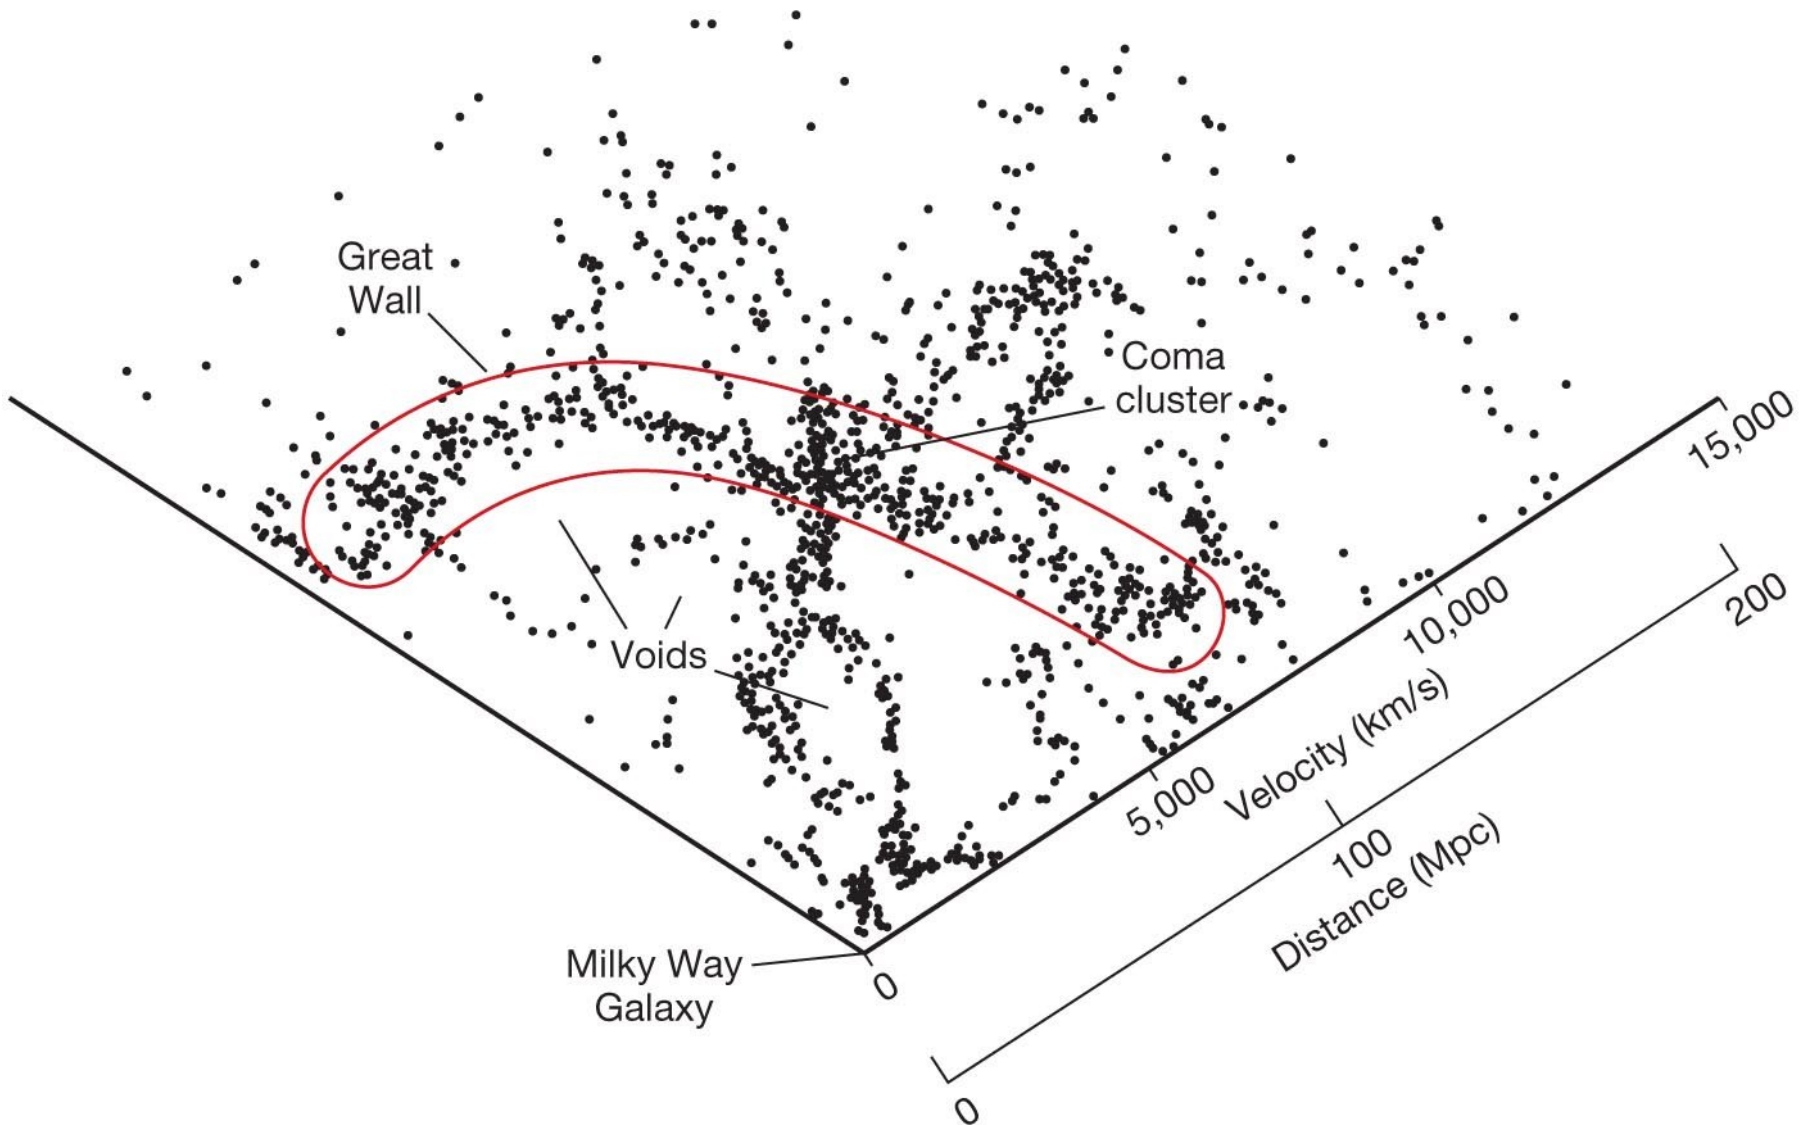 Great
Wall
Coma
cluster
Voids
Milky Way
Galaxy
0
5,000
10,000
15,000
Velocity (km/s)
0
100
200
Distance (Mpc)